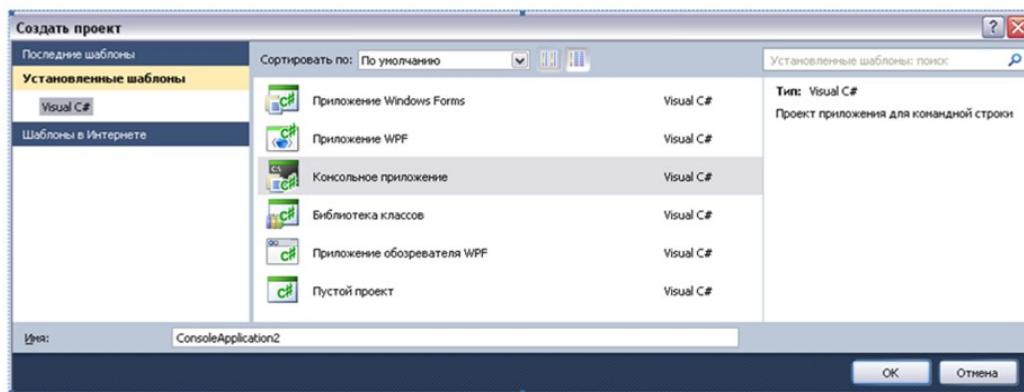 Создать проект
Последние шаблоны
Установленные шаблоны
Visual C#
Шаблоны в Интернете
Сортировать по: По умолчанию
Приложение Windows Forms Visual C#
Приложение WPF Visual C#
Консольное приложение Visual C#
Библиотека классов Visual C#
Приложение обозревателя WPF Visual C#
Пустой проект Visual C#
Установленные шаблоны: поиск
Тип: Visual C#
Проект приложения для командной строки
Имя: ConsoleApplication2
ОК Отмена